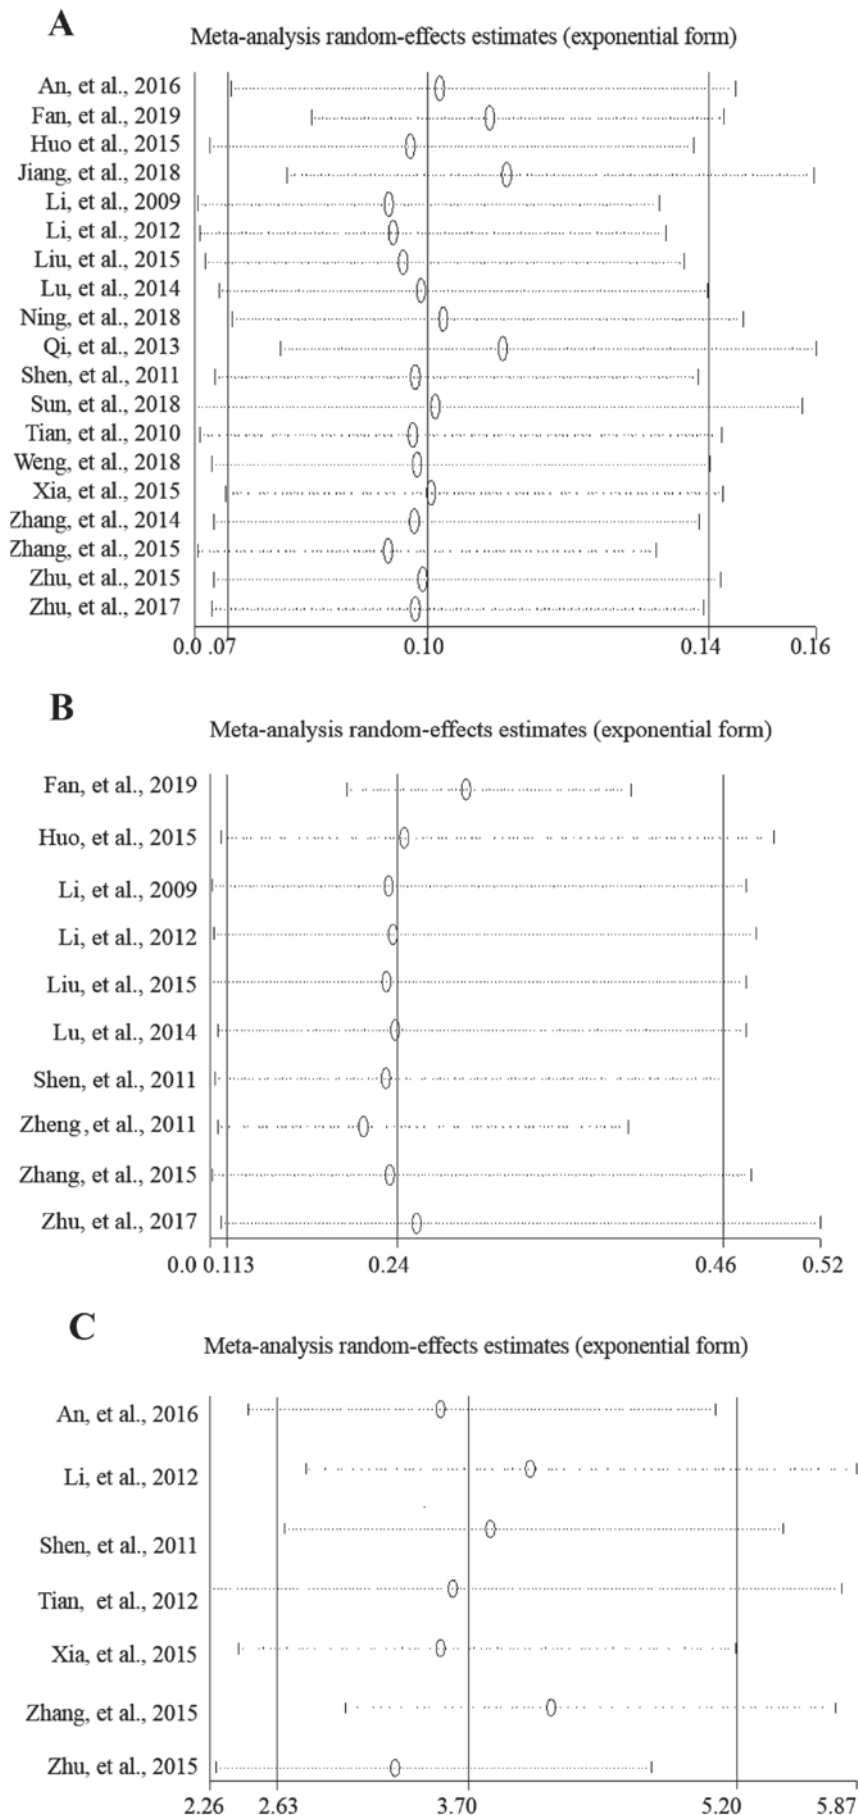 A
Meta-analysis random-effects estimates (exponential form)
An, et al., 2016
Fan, et al., 2019
Huo et al., 2015
Jiang, et al., 2018
Li, et al., 2009
Li, et al., 2012
Liu, et al., 2015
Lu, et al., 2014
Ning, et al., 2018
Qi, et al., 2013
Shen, et al., 2011
Sun, et al., 2018
Tian, et al., 2010
Weng, et al., 2018
Xia, et al., 2015
Zhang, et al., 2014
Zhang, et al., 2015
Zhu, et al., 2015
Zhu, et al., 2017
0.0 .07 0.10 0.14 0.16
B
Meta-analysis random-effects estimates (exponential form)
Fan, et al., 2019
Huo, et al., 2015
Li, et al., 2009
Li, et al., 2012
Liu, et al., 2015
Lu, et al., 2014
Shen, et al., 2011
Zheng, et al., 2011
Zhang, et al., 2015
Zhu, et al., 2017
0.0 0.113 0.24 0.46 0.52
C
Meta-analysis random-effects estimates (exponential form)
An, et al., 2016
Li, et al., 2012
Shen, et al., 2011
Tian, et al., 2012
Xia, et al., 2015
Zhang, et al., 2015
Zhu, et al., 2015
2.26 2.63 3.70 5.20 5.87